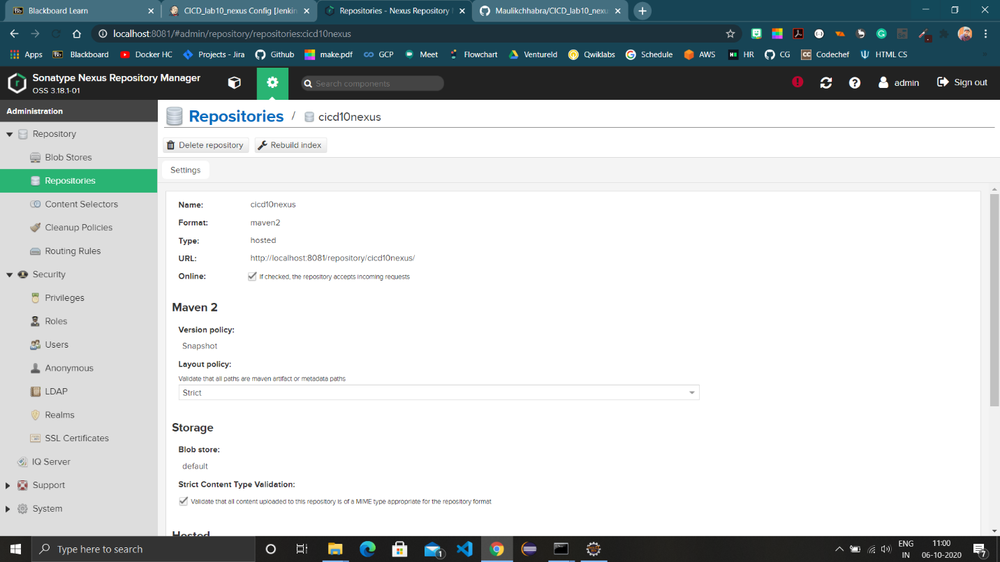 Blackboard Learn
CICD_lab10_nexus Config [Jenkin
Repositories - Nexus Repository
Maulikchhabra/CICD_lab10_nexu
localhost:8081/#admin/repository/repositories:cicd10nexus
Apps
Blackboard
Docker HC
Projects - Jira
Github
make.pdf
GCP
Meet
Flowchart
Ventureld
Qwiklabs
Schedule
AWS
HR
CG
Codechef
HTML CS
Sonatype Nexus Repository Manager
OSS 3.18.1-01
Search components
admin
Sign out
Administration
Repository
Blob Stores
Repositories
Content Selectors
Cleanup Policies
Routing Rules
Security
Privileges
Roles
Users
Anonymous
LDAP
Realms
SSL Certificates
IQ Server
Support
System
Repositories / cicd10nexus
Delete repository
Rebuild index
Settings
Name: cicd10nexus
Format: maven2
Type: hosted
URL: http://localhost:8081/repository/cicd10nexus/
Online: If checked, the repository accepts incoming requests
Maven 2
Version policy:
Snapshot
Layout policy:
Validate that all paths are maven artifact or metadata paths
Strict
Storage
Blob store:
default
Strict Content Type Validation:
Validate that all content uploaded to this repository is of a MIME type appropriate for the repository format
Hosted
Type here to search
1
ENG
IN
11:00
06-10-2020
7